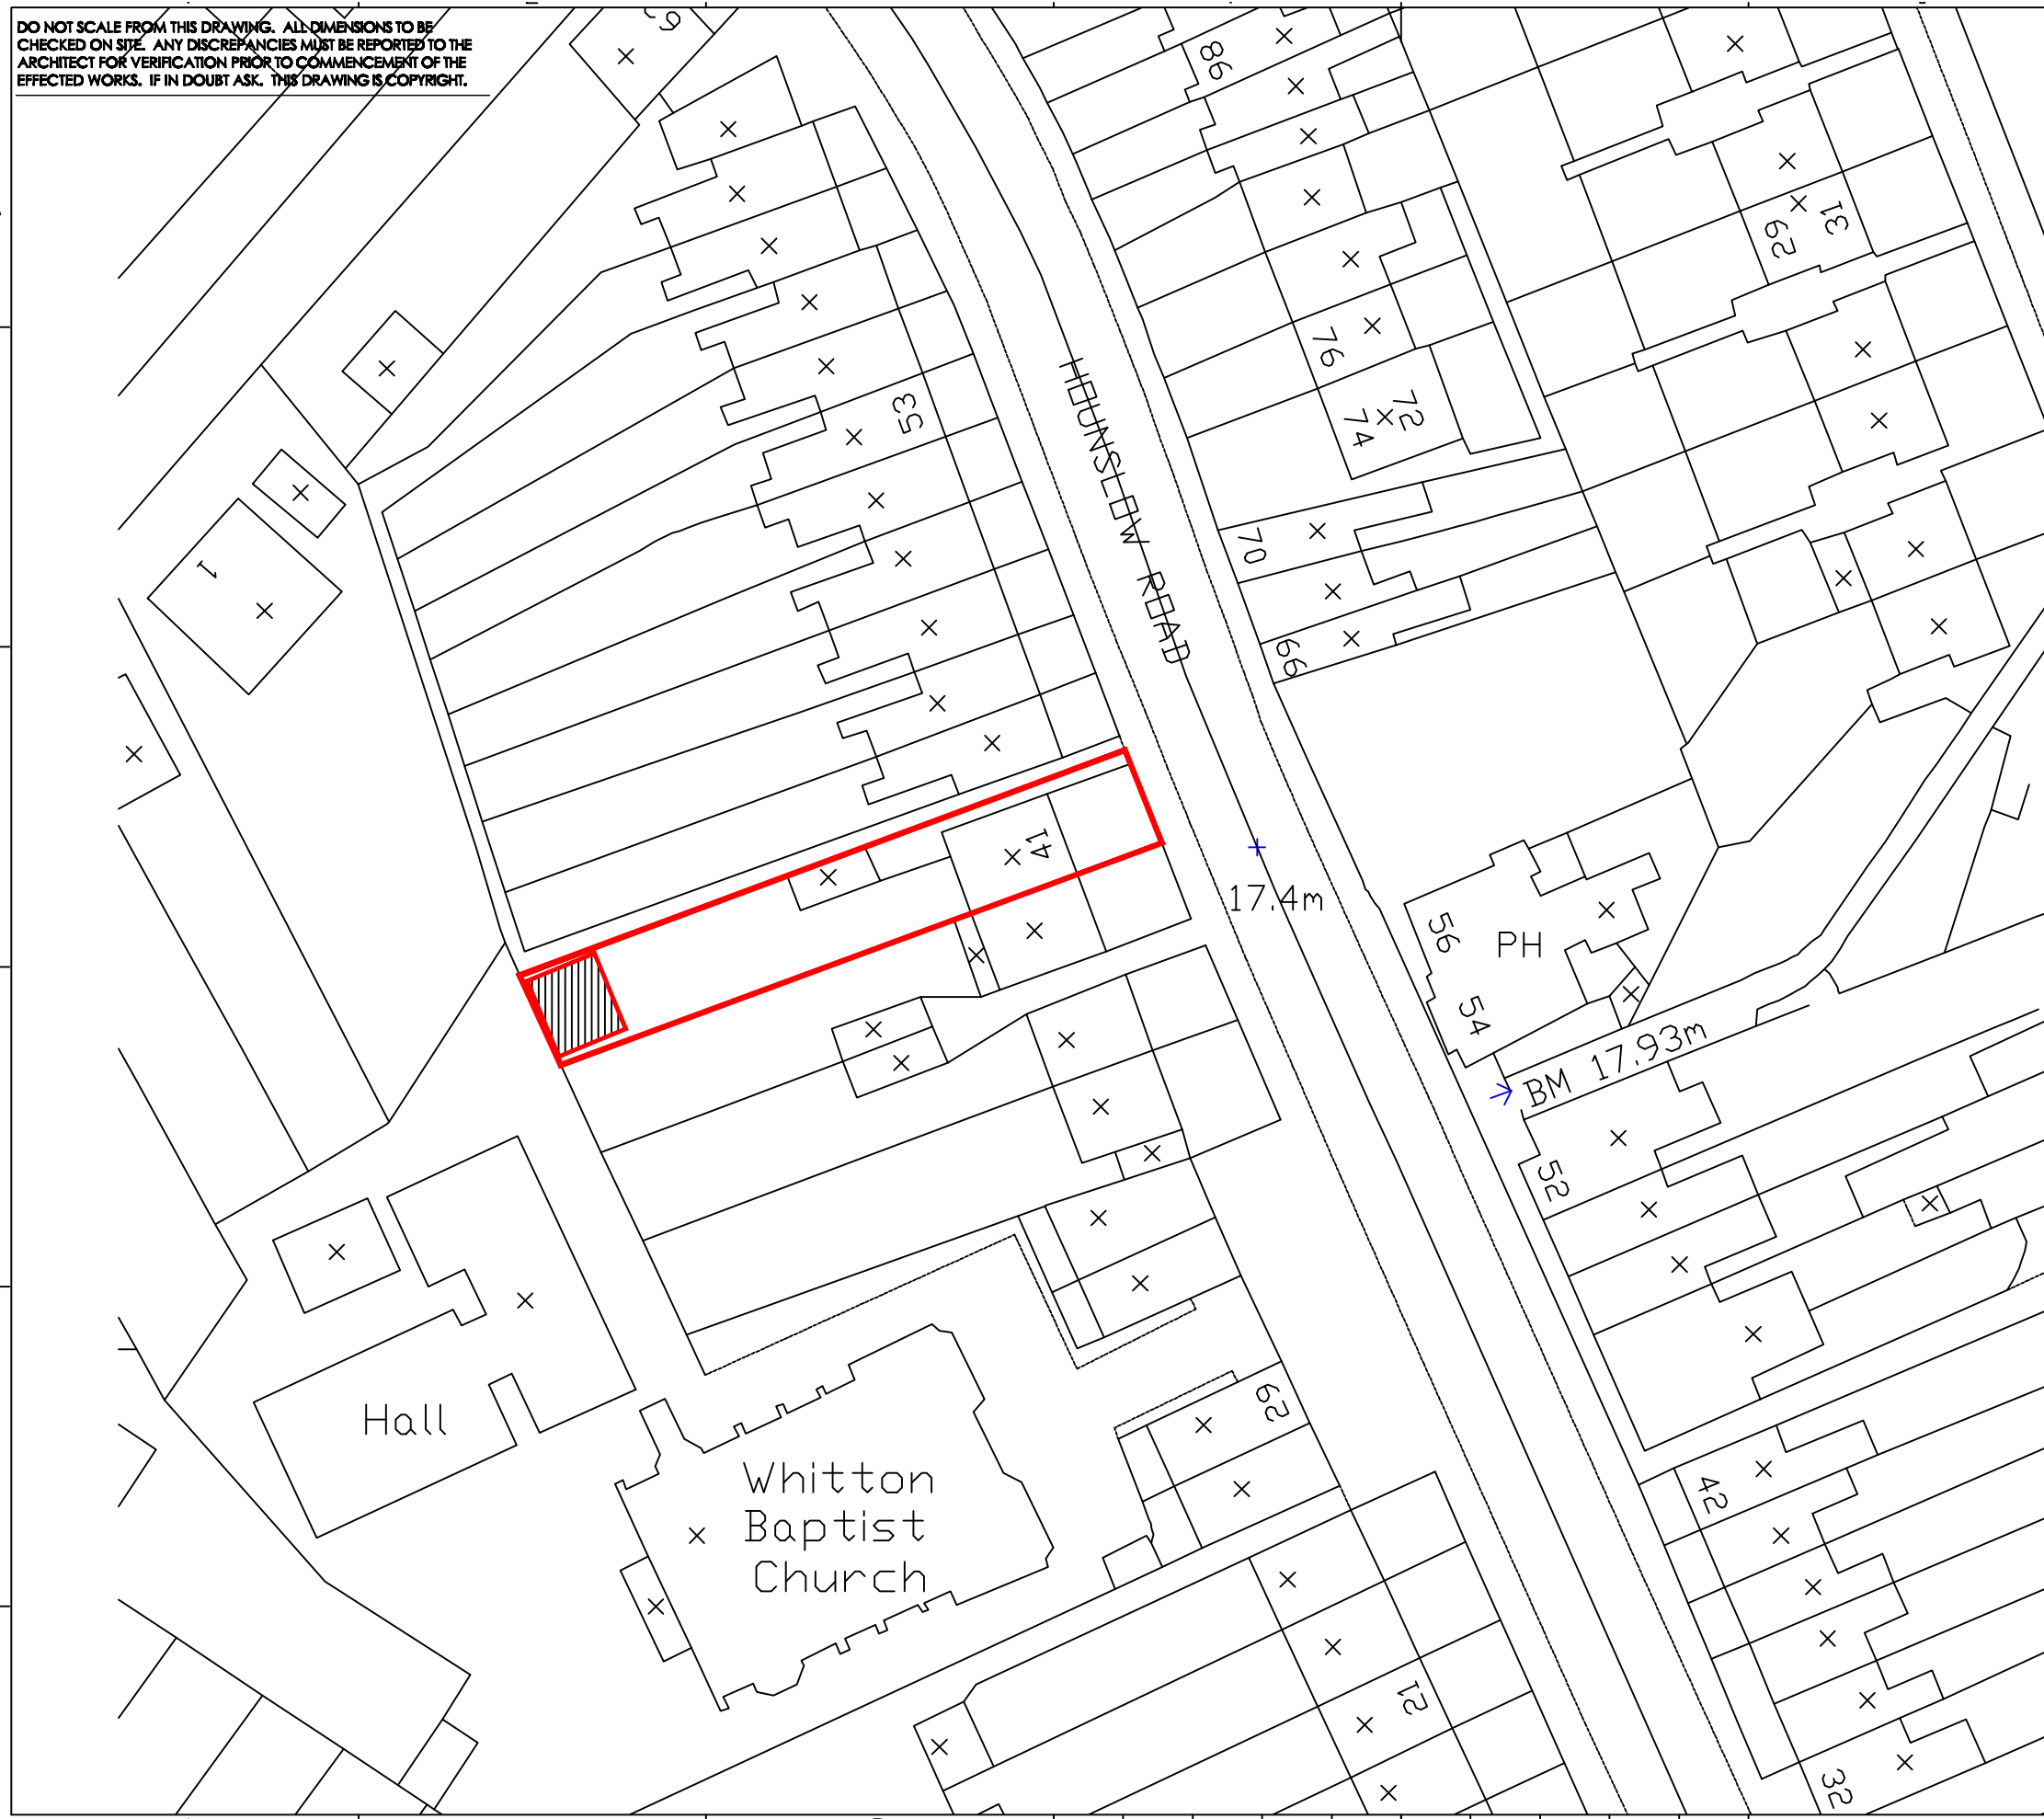 DO NOT SCALE FROM THIS DRAWING. ALL DIMENSIONS TO BE
CHECKED ON SITE. ANY DISCREPANCIES MUST BE REPORTED TO THE
ARCHITECT FOR VERIFICATION PRIOR TO COMMENCEMENT OF THE
EFFECTED WORKS. IF IN DOUBT ASK. THIS DRAWING IS COPYRIGHT.
86
31
29
76
72
74
53
HOUNSLOW ROAD
70
1
66
41
17.4m
56
PH
54
BM 17.93m
52
29
Hall
42
Whitton
Baptist
Church
21
32